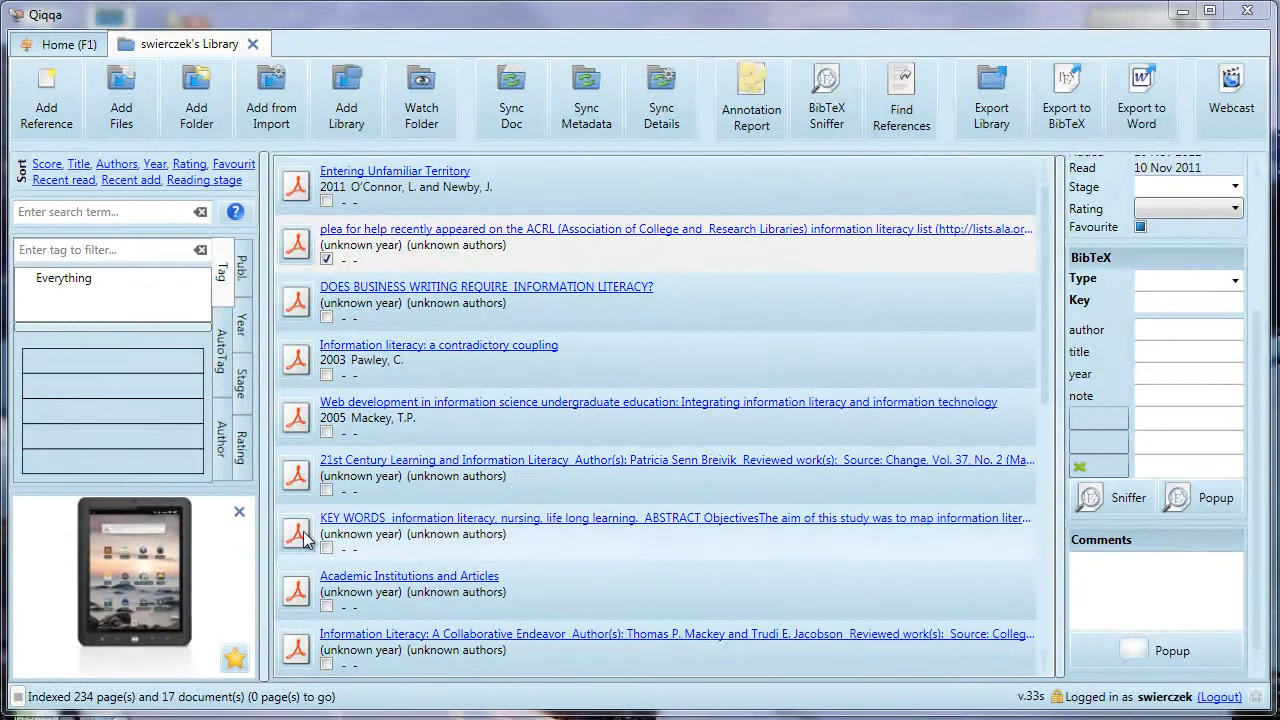 Qiqqa
Home (F1)
swierczek's Library
Add Reference
Add Files
Add Folder
Add from Import
Add Library
Watch Folder
Sync Doc
Sync Metadata
Sync Details
Annotation Report
BibTeX Sniffer
Find References
Export Library
Export to BibTeX
Export to Word
Webcast
Sort
Score, Title, Authors, Year, Rating, Favourit
Recent read, Recent add, Reading stage
Enter search term...
Enter tag to filter...
Everything
Tag
AutoTag
Author
Publ.
Year
Stage
Rating
Entering Unfamiliar Territory
2011 O'Connor, L. and Newby, J.
- -
plea for help recently appeared on the ACRL (Association of College and Research Libraries) information literacy list (http://lists.ala.or...
(unknown year) (unknown authors)
- -
DOES BUSINESS WRITING REQUIRE INFORMATION LITERACY?
(unknown year) (unknown authors)
- -
Information literacy: a contradictory coupling
2003 Pawley, C.
- -
Web development in information science undergraduate education: Integrating information literacy and information technology
2005 Mackey, T.P.
- -
21st Century Learning and Information Literacy Author(s): Patricia Senn Breivik Reviewed work(s): Source: Change, Vol. 37, No. 2 (Ma...
(unknown year) (unknown authors)
- -
KEY WORDS information literacy, nursing, life long learning. ABSTRACT ObjectivesThe aim of this study was to map information liter...
(unknown year) (unknown authors)
- -
Academic Institutions and Articles
(unknown year) (unknown authors)
- -
Information Literacy: A Collaborative Endeavor Author(s): Thomas P. Mackey and Trudi E. Jacobson Reviewed work(s): Source: Colleg...
(unknown year) (unknown authors)
- -
Read 10 Nov 2011
Stage
Rating
Favourite
BibTeX
Type
Key
author
title
year
note
Sniffer
Popup
Comments
Popup
Indexed 234 page(s) and 17 document(s) (0 page(s) to go)
v.33s
Logged in as swierczek (Logout)